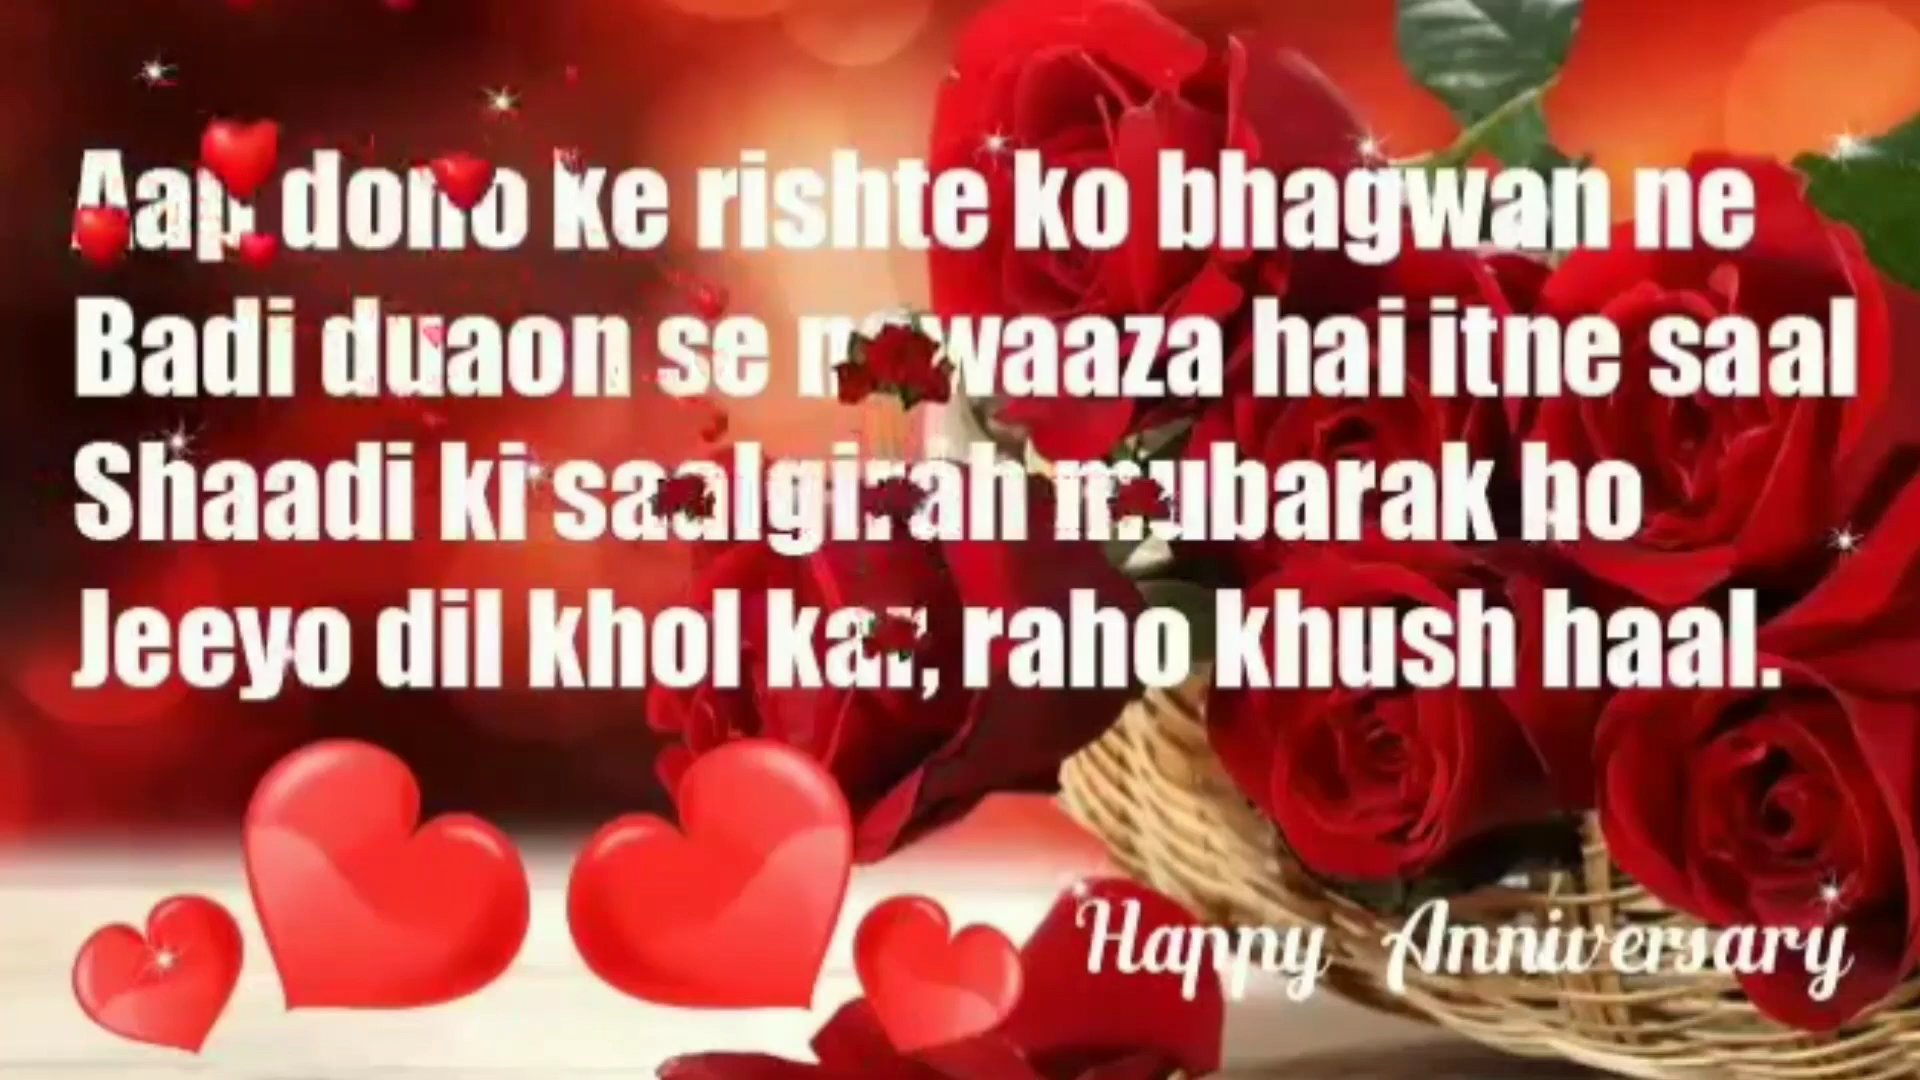 Aap dono ke rishte ko bhagwan ne
Badi duaon se nawaaza hai itne saal
Shaadi ki saalgirah mubarak ho
Jeeyo dil khol kar, raho khush haal.
Happy Anniversary